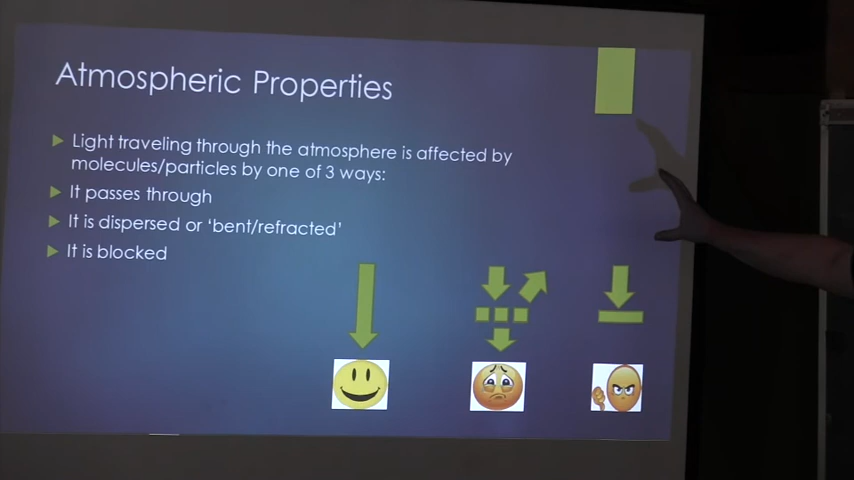 Atmospheric Properties
Light traveling through the atmosphere is affected by
molecules/particles by one of 3 ways:
It passes through
It is dispersed or ‘bent/refracted’
It is blocked